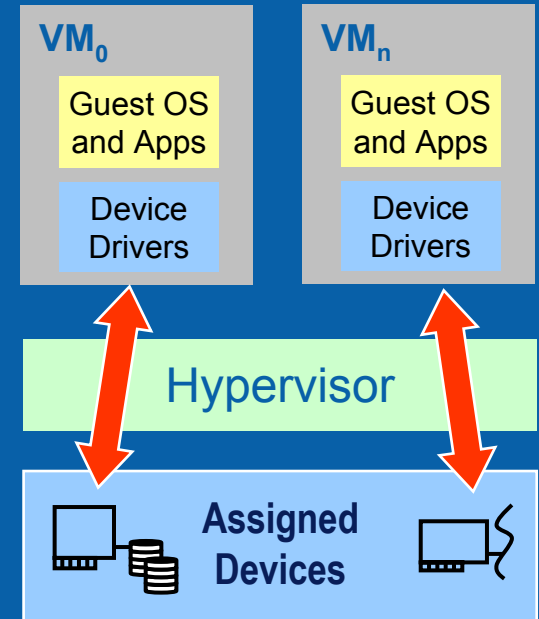 VM0
Guest OS
and Apps
Device
Drivers
VMn
Guest OS
and Apps
Device
Drivers
Hypervisor
Assigned
Devices